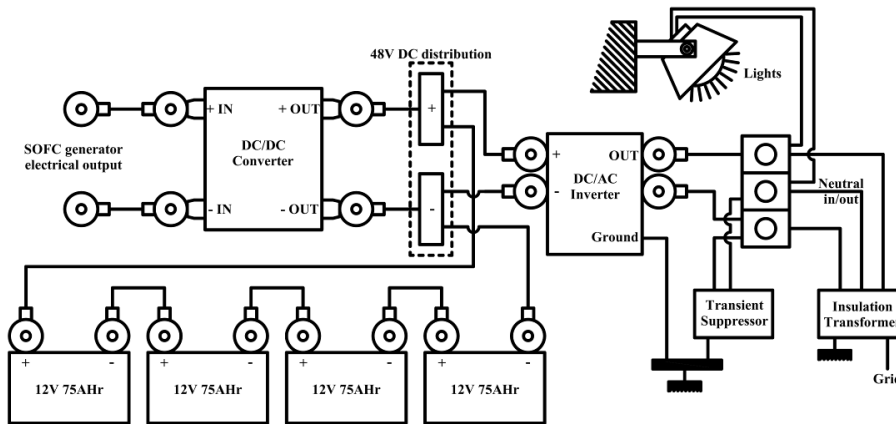 48V DC distribution
Lights
+ IN
+ OUT
+
SOFC generator
electrical output
DC/DC
Converter
+
OUT
DC/AC
Inverter
-
Neutral
in/out
- IN
- OUT
-
Ground
Transient
Suppressor
Insulation
Transforme
+
-
+
-
+
-
+
-
12V 75AHr
12V 75AHr
12V 75AHr
12V 75AHr
Grid